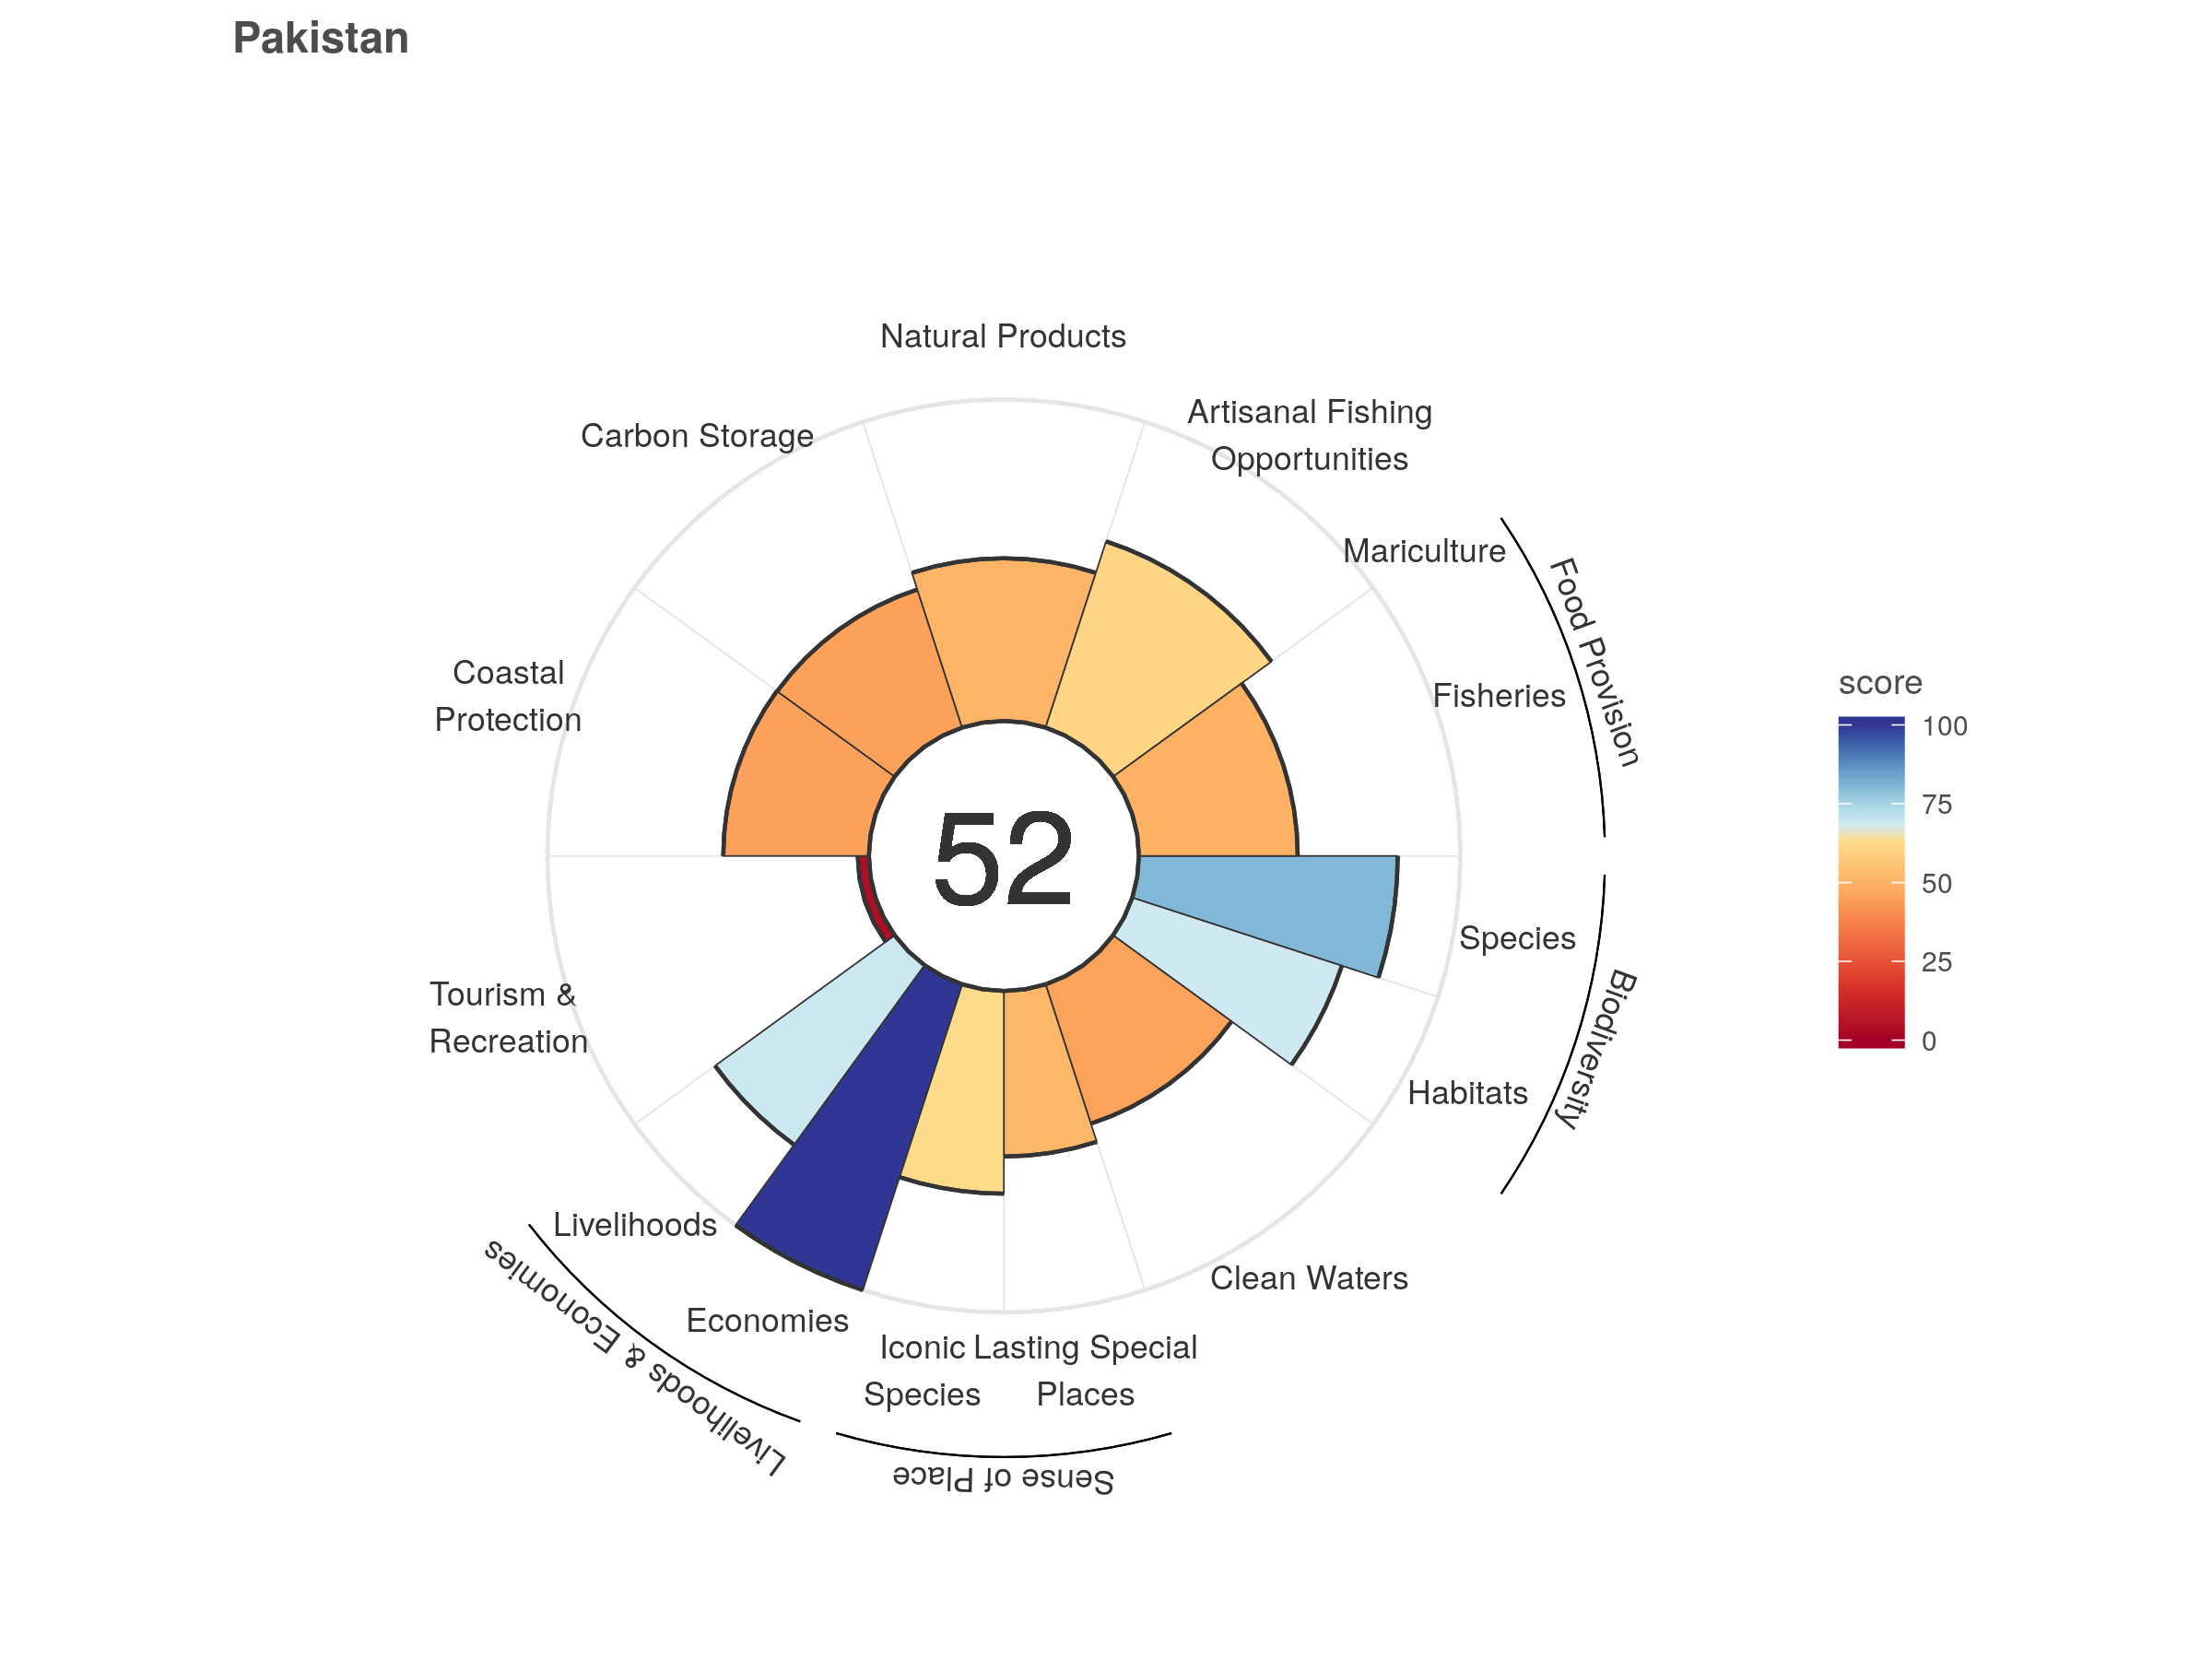 Pakistan
Natural Products
Artisanal Fishing
Opportunities
Carbon Storage
Mariculture
Food Provision
Fisheries
Coastal
Protection
score
100
75
50
25
0
52
Species
Biodiversity
Habitats
Tourism &
Recreation
Livelihoods
Economies
Livelihoods & Economies
Clean Waters
Iconic
Species
Lasting Special
Places
Sense of Place